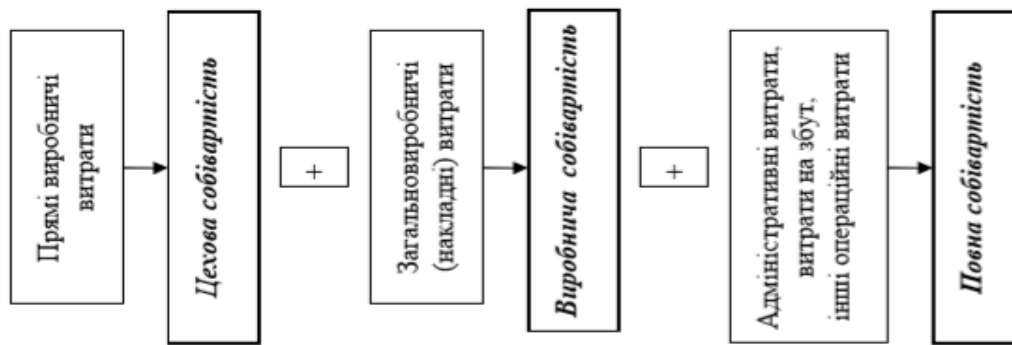 Прямі виробничі
витрати
Цехова собівартість
+
Загальновиробничі
(накладні) витрати
Виробнича собівартість
+
Адміністративні витрати,
витрати на збут,
інші операційні витрати
Повна собівартість